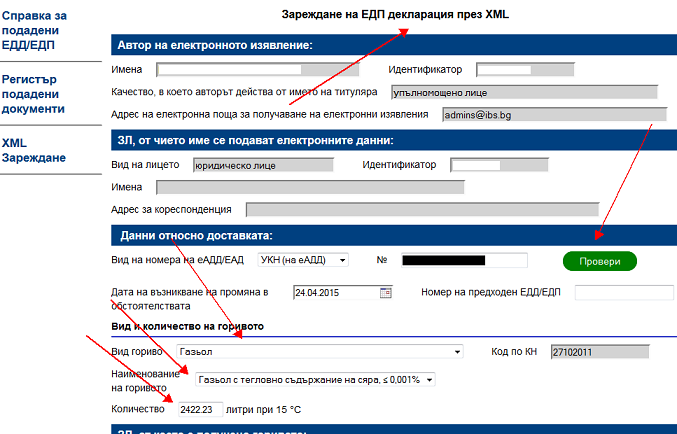 Зареждане на ЕДП декларация през XML
Справка за
подадени
ЕДД/ЕДП
Регистър
подадени
документи
XML
Зареждане
Автор на електронното изявление:
Имена Идентификатор
Качество, в което авторът действа от името на титуляра упълномощено лице
Адрес на електронна поща за получаване на електронни изявления admins@ibs.bg
ЗЛ, от чието име се подават електронните данни:
Вид на лицето юридическо лице Идентификатор
Имена
Адрес за кореспонденция
Данни относно доставката:
Вид на номера на еАДД/ЕАД УКН (на еАДД) № Провери
Дата на възникване на промяна в
обстоятелствата 24.04.2015 Номер на предходен ЕДД/ЕДП
Вид и количество на горивото
Вид гориво Газьол Код по КН 27102011
Наименование
на горивото Газьол с тегловно съдържание на сяра, ≤ 0,001%
Количество 2422.23 литри при 15 °C
ЗЛ, от което е получено горивото: